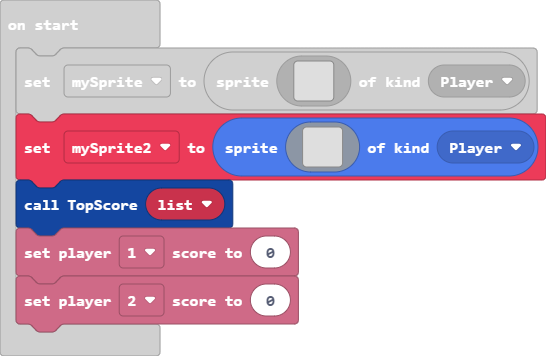 on start
set mySprite to sprite of kind Player
set mySprite2 to sprite of kind Player
call TopScore list
set player 1 score to 0
set player 2 score to 0